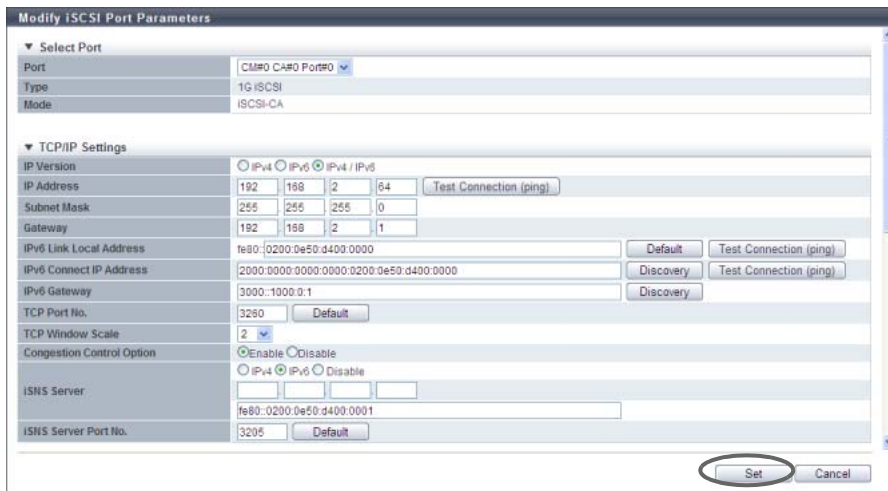 Modify iSCSI Port Parameters
▼ Select Port
Port CM#0 CA#0 Port#0
Type 1G iSCSI
Mode iSCSI-CA
▼ TCP/IP Settings
IP Version IPv4 IPv6 IPv4 / IPv6
IP Address 192 . 168 . 2 . 64 Test Connection (ping)
Subnet Mask 255 . 255 . 255 . 0
Gateway 192 . 168 . 2 . 1
IPv6 Link Local Address fe80:: 0200:0e50:d400:0000 Default Test Connection (ping)
IPv6 Connect IP Address 2000:0000:0000:0000:0200:0e50:d400:0000 Discovery Test Connection (ping)
IPv6 Gateway 3000::1000:0:1 Discovery
TCP Port No. 3260 Default
TCP Window Scale 2
Congestion Control Option Enable Disable
iSNS Server IPv4 IPv6 Disable
. . .
fe80::0200:0e50:d400:0001
iSNS Server Port No. 3205 Default
Set Cancel